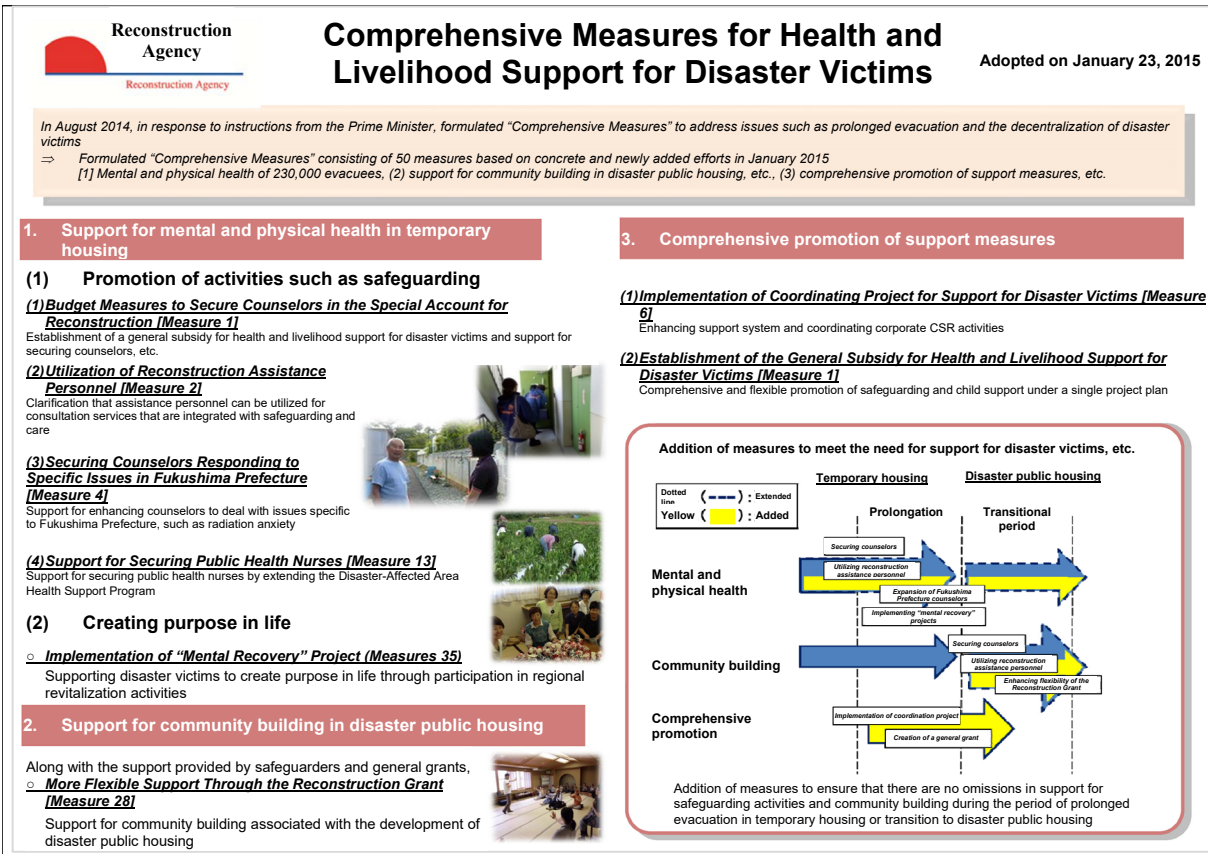 Reconstruction
Agency
Reconstruction Agency
Comprehensive Measures for Health and
Livelihood Support for Disaster Victims
Adopted on January 23, 2015
In August 2014, in response to instructions from the Prime Minister, formulated “Comprehensive Measures” to address issues such as prolonged evacuation and the decentralization of disaster
victims
⇒ Formulated “Comprehensive Measures” consisting of 50 measures based on concrete and newly added efforts in January 2015
[1] Mental and physical health of 230,000 evacuees, (2) support for community building in disaster public housing, etc., (3) comprehensive promotion of support measures, etc.
1. Support for mental and physical health in temporary
housing
(1) Promotion of activities such as safeguarding
(1)Budget Measures to Secure Counselors in the Special Account for
Reconstruction [Measure 1]
Establishment of a general subsidy for health and livelihood support for disaster victims and support for
securing counselors, etc.
(2)Utilization of Reconstruction Assistance
Personnel [Measure 2]
Clarification that assistance personnel can be utilized for
consultation services that are integrated with safeguarding and
care
(3)Securing Counselors Responding to
Specific Issues in Fukushima Prefecture
[Measure 4]
Support for enhancing counselors to deal with issues specific
to Fukushima Prefecture, such as radiation anxiety
(4)Support for Securing Public Health Nurses [Measure 13]
Support for securing public health nurses by extending the Disaster-Affected Area
Health Support Program
(2) Creating purpose in life
○ Implementation of “Mental Recovery” Project (Measures 35)
Supporting disaster victims to create purpose in life through participation in regional
revitalization activities
2. Support for community building in disaster public housing
Along with the support provided by safeguarders and general grants,
○ More Flexible Support Through the Reconstruction Grant
[Measure 28]
Support for community building associated with the development of
disaster public housing
3. Comprehensive promotion of support measures
(1)Implementation of Coordinating Project for Support for Disaster Victims [Measure
6]
Enhancing support system and coordinating corporate CSR activities
(2)Establishment of the General Subsidy for Health and Livelihood Support for
Disaster Victims [Measure 1]
Comprehensive and flexible promotion of safeguarding and child support under a single project plan
Addition of measures to meet the need for support for disaster victims, etc.
Temporary housing
Disaster public housing
Dotted
line ( ) : Extended
Yellow ( ) : Added
Prolongation
Transitional
period
Mental and
physical health
Securing counselors
Utilizing reconstruction
assistance personnel
Expansion of Fukushima
Prefecture counselors
Implementing “mental recovery”
projects
Community building
Securing counselors
Utilizing reconstruction
assistance personnel
Enhancing flexibility of the
Reconstruction Grant
Comprehensive
promotion
Implementation of coordination project
Creation of a general grant
Addition of measures to ensure that there are no omissions in support for
safeguarding activities and community building during the period of prolonged
evacuation in temporary housing or transition to disaster public housing